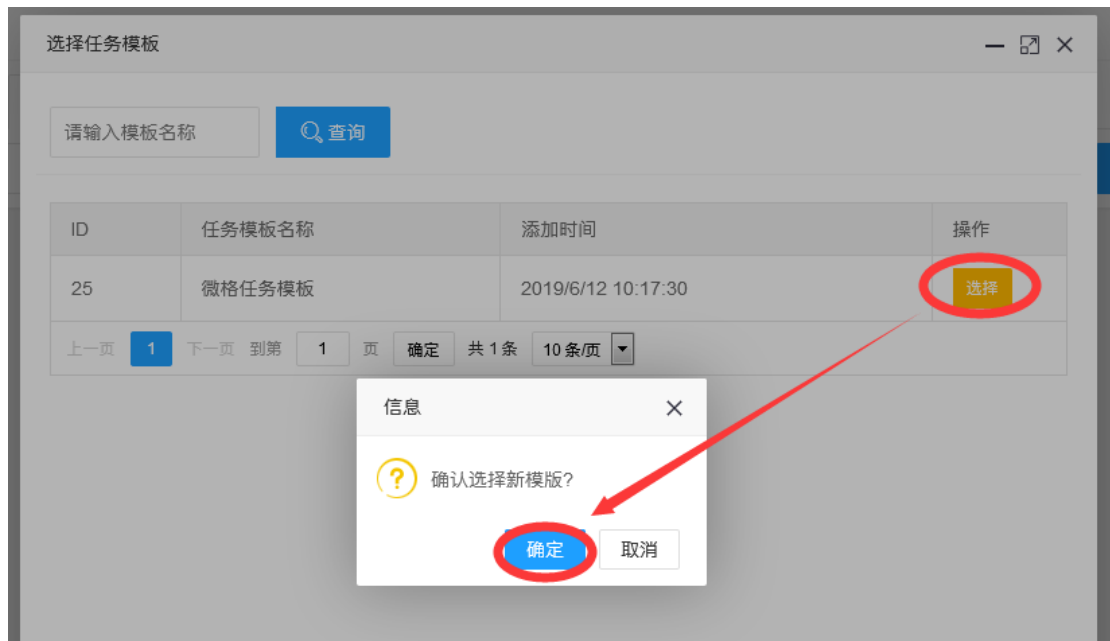 选择任务模板
请输入模板名称 查询
ID 任务模板名称 添加时间 操作
25 微格任务模板 2019/6/12 10:17:30 选择
上一页 1 下一页 到第 1 页 确定 共 1 条 10 条/页
信息
确认选择新模版?
确定 取消